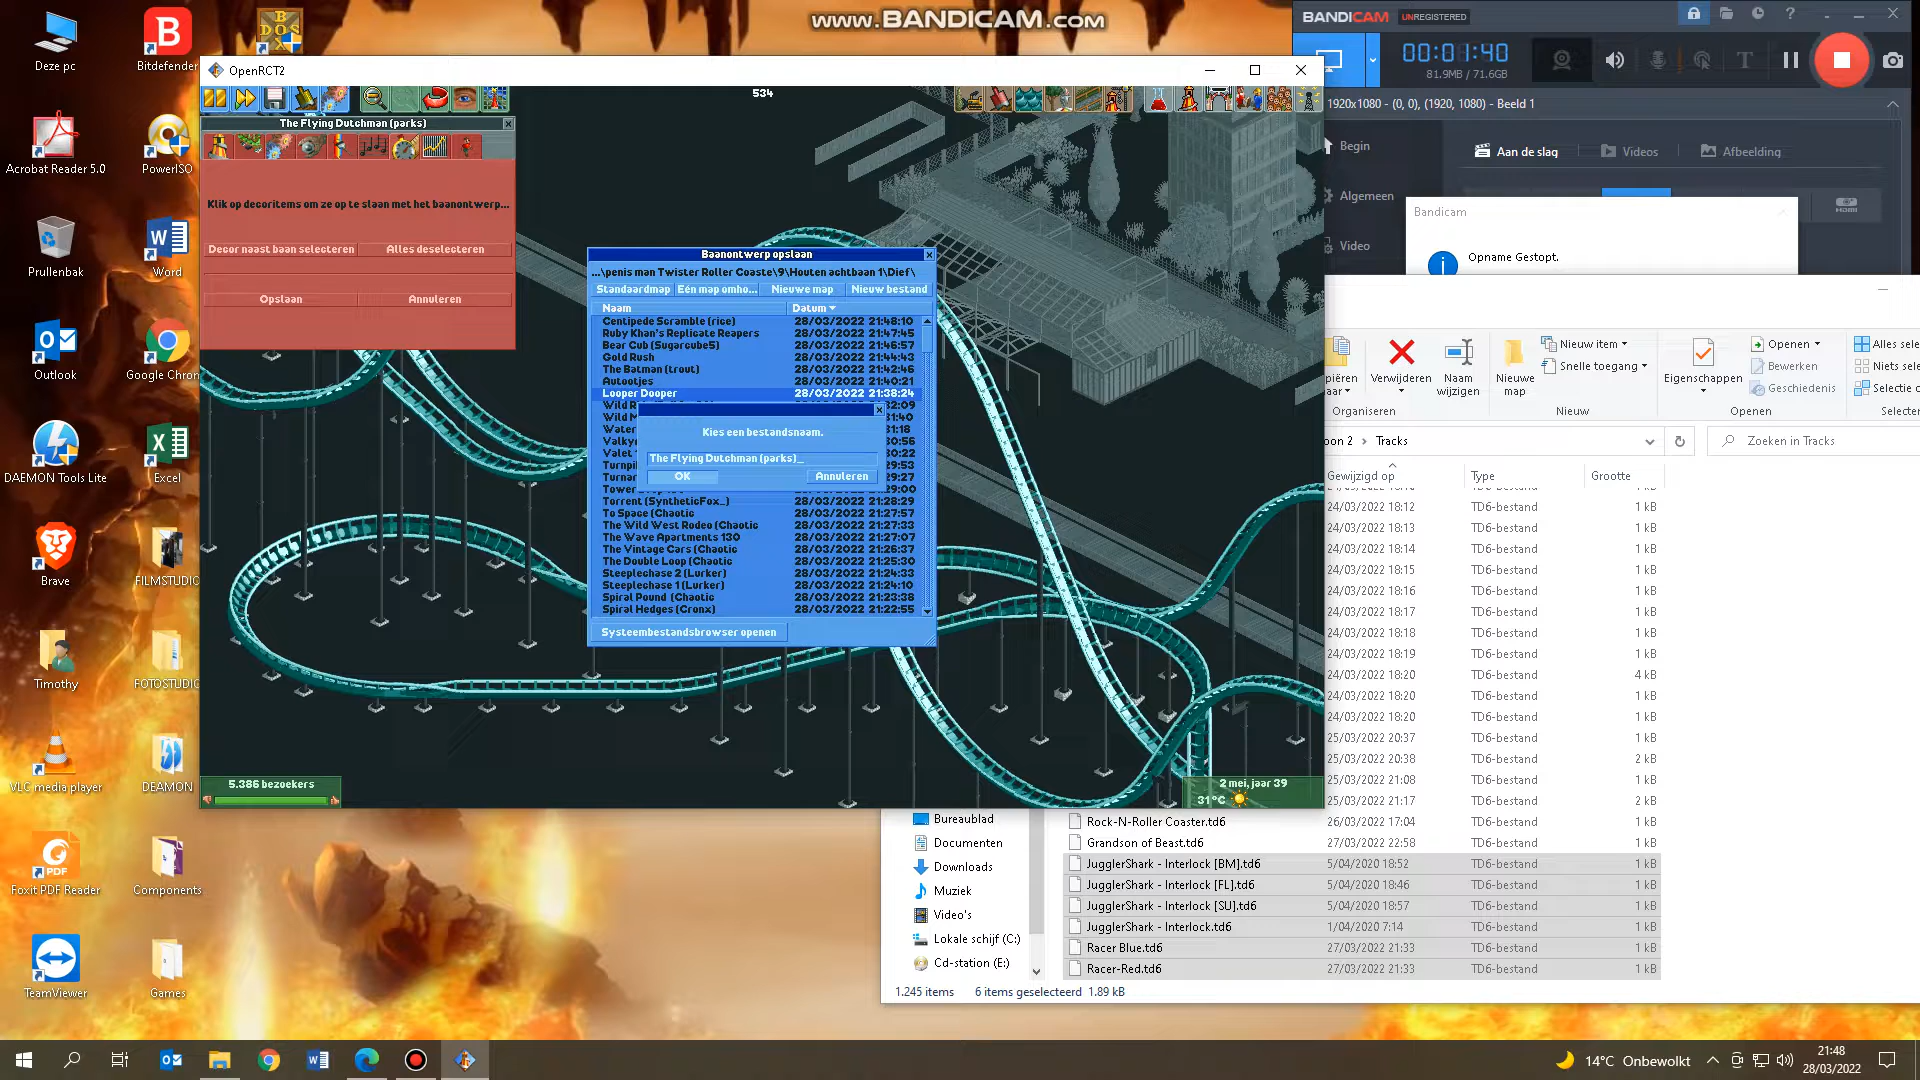 www.BANDICAM.com
BANDICAM UNREGISTERED
00:01:40
81.9MB / 71.6GB
1920x1080 - (0, 0), (1920, 1080) - Beeld 1
Begin
Algemeen
Video
Aan de slag
Videos
Afbeelding
HDMI
Bandicam
Opname Gestopt.
Deze pc
Bitdefender
Acrobat Reader 5.0
PowerISO
Prullenbak
Word
Outlook
Google Chron
DAEMON Tools Lite
Excel
Brave
FILMSTUDIO
Timothy
FOTOSTUDIO
VLC media player
DEAMON
Foxit PDF Reader
Components
TeamViewer
Games
OpenRCT2
534
The Flying Dutchman (parks)
Klik op decoritems om ze op te slaan met het baanontwerp...
Decor naast baan selecteren
Alles deselecteren
Opslaan
Annuleren
Baanontwerp opslaan
...\penis man Twister Roller Coaste\9\Houten achtbaan 1\Dief\
Standaardmap
Eén map omho...
Nieuwe map
Nieuw bestand
Naam
Datum
Centipede Scramble (rice) 28/03/2022 21:48:10
Ruby Khan's Replicate Reapers 28/03/2022 21:47:45
Bear Cub (Sugarcube5) 28/03/2022 21:46:57
Gold Rush 28/03/2022 21:44:43
The Batman (trout) 28/03/2022 21:42:46
Autootjes 28/03/2022 21:40:21
Looper Dooper 28/03/2022 21:38:24
Kies een bestandsnaam.
The Flying Dutchman (parks)_
OK
Annuleren
Torrent (SyntheticFox_) 28/03/2022 21:28:29
To Space (Chaotic 28/03/2022 21:27:57
The Wild West Rodeo (Chaotic 28/03/2022 21:27:33
The Wave Apartments 130 28/03/2022 21:27:07
The Vintage Cars (Chaotic 28/03/2022 21:26:37
The Double Loop (Chaotic 28/03/2022 21:25:30
Steeplechase 2 (Lurker) 28/03/2022 21:24:33
Steeplechase 1 (Lurker) 28/03/2022 21:24:10
Spiral Pound (Chaotic 28/03/2022 21:23:38
Spiral Hedges (Cronx) 28/03/2022 21:22:55
Systeembestandsbrowser openen
5.386 bezoekers
2 mei, jaar 39
31°C
piëren
aar
Verwijderen
Naam wijzigen
Organiseren
Nieuwe map
Nieuw item
Snelle toegang
Nieuw
Eigenschappen
Openen
Bewerken
Geschiedenis
Openen
Alles sele
Niets sele
Selectie o
Selecter
oon 2 > Tracks
Zoeken in Tracks
Gewijzigd op
Type
Grootte
24/03/2022 18:12 TD6-bestand 1 kB
24/03/2022 18:13 TD6-bestand 1 kB
24/03/2022 18:14 TD6-bestand 1 kB
24/03/2022 18:15 TD6-bestand 1 kB
24/03/2022 18:16 TD6-bestand 1 kB
24/03/2022 18:17 TD6-bestand 1 kB
24/03/2022 18:18 TD6-bestand 1 kB
24/03/2022 18:19 TD6-bestand 1 kB
24/03/2022 18:20 TD6-bestand 4 kB
24/03/2022 18:20 TD6-bestand 1 kB
24/03/2022 18:20 TD6-bestand 1 kB
25/03/2022 20:37 TD6-bestand 1 kB
25/03/2022 20:38 TD6-bestand 2 kB
25/03/2022 21:08 TD6-bestand 1 kB
25/03/2022 21:17 TD6-bestand 2 kB
Rock-N-Roller Coaster.td6 26/03/2022 17:04 TD6-bestand 1 kB
Grandson of Beast.td6 27/03/2022 22:58 TD6-bestand 1 kB
JugglerShark - Interlock [BM].td6 5/04/2020 18:52 TD6-bestand 1 kB
JugglerShark - Interlock [FL].td6 5/04/2020 18:46 TD6-bestand 1 kB
JugglerShark - Interlock [SU].td6 5/04/2020 18:57 TD6-bestand 1 kB
JugglerShark - Interlock.td6 1/04/2020 7:14 TD6-bestand 1 kB
Racer Blue.td6 27/03/2022 21:33 TD6-bestand 1 kB
Racer-Red.td6 27/03/2022 21:33 TD6-bestand 1 kB
Bureaublad
Documenten
Downloads
Muziek
Video's
Lokale schijf (C:)
Cd-station (E:)
1.245 items 6 items geselecteerd 1.89 kB
14°C Onbewolkt
21:48
28/03/2022